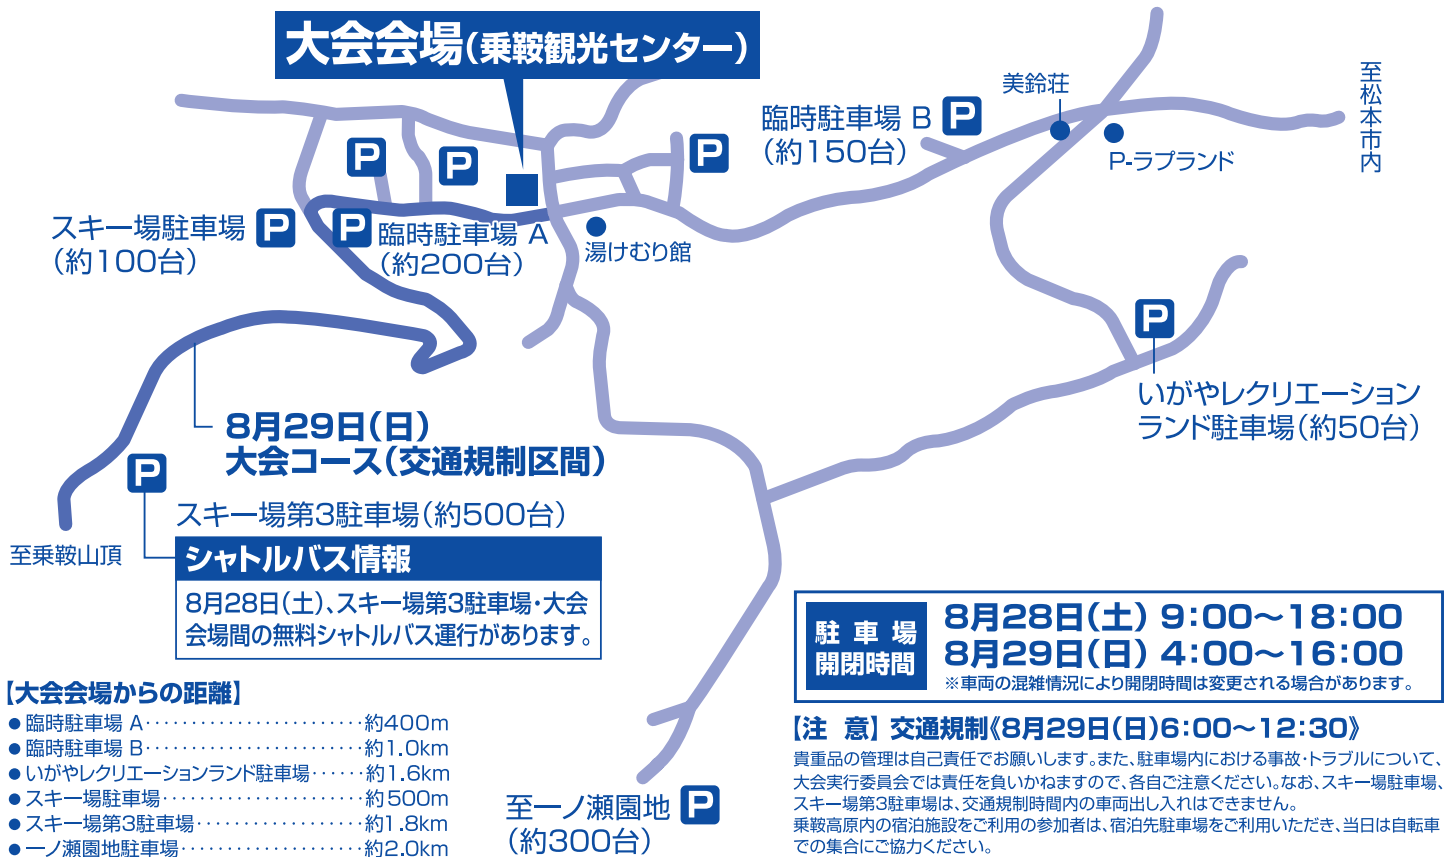 大会会場(乗鞍観光センター)
至松本市内
美鈴荘
臨時駐車場 B P
(約150台)
P-ラプランド
P
P
P
スキー場駐車場 P
(約100台)
P 臨時駐車場 A
(約200台)
湯けむり館
P
いがやレクリエーション
ランド駐車場(約50台)
8月29日(日)
大会コース(交通規制区間)
P
スキー場第3駐車場(約500台)
至乗鞍山頂
シャトルバス情報
8月28日(土)、スキー場第3駐車場・大会
会場間の無料シャトルバス運行があります。
駐車場
開閉時間
8月28日(土) 9:00〜18:00
8月29日(日) 4:00〜16:00
※車両の混雑情況により開閉時間は変更される場合があります。
【大会会場からの距離】
●臨時駐車場 A・・・・・・・・・・・・・・・・・・・・・・・・約400m
●臨時駐車場 B・・・・・・・・・・・・・・・・・・・・・・・・約1.0km
●いがやレクリエーションランド駐車場・・・・・・約1.6km
●スキー場駐車場・・・・・・・・・・・・・・・・・・・・・・約500m
●スキー場第3駐車場・・・・・・・・・・・・・・・・・・約1.8km
●一ノ瀬園地駐車場・・・・・・・・・・・・・・・・・・・・約2.0km
至一ノ瀬園地 P
(約300台)
【注 意】 交通規制《8月29日(日)6:00〜12:30》
貴重品の管理は自己責任でお願いします。また、駐車場内における事故・トラブルについて、
大会実行委員会では責任を負いかねますので、各自ご注意ください。なお、スキー場駐車場、
スキー場第3駐車場は、交通規制時間内の車両出し入れはできません。
乗鞍高原内の宿泊施設をご利用の参加者は、宿泊先駐車場をご利用いただき、当日は自転車
での集合にご協力ください。